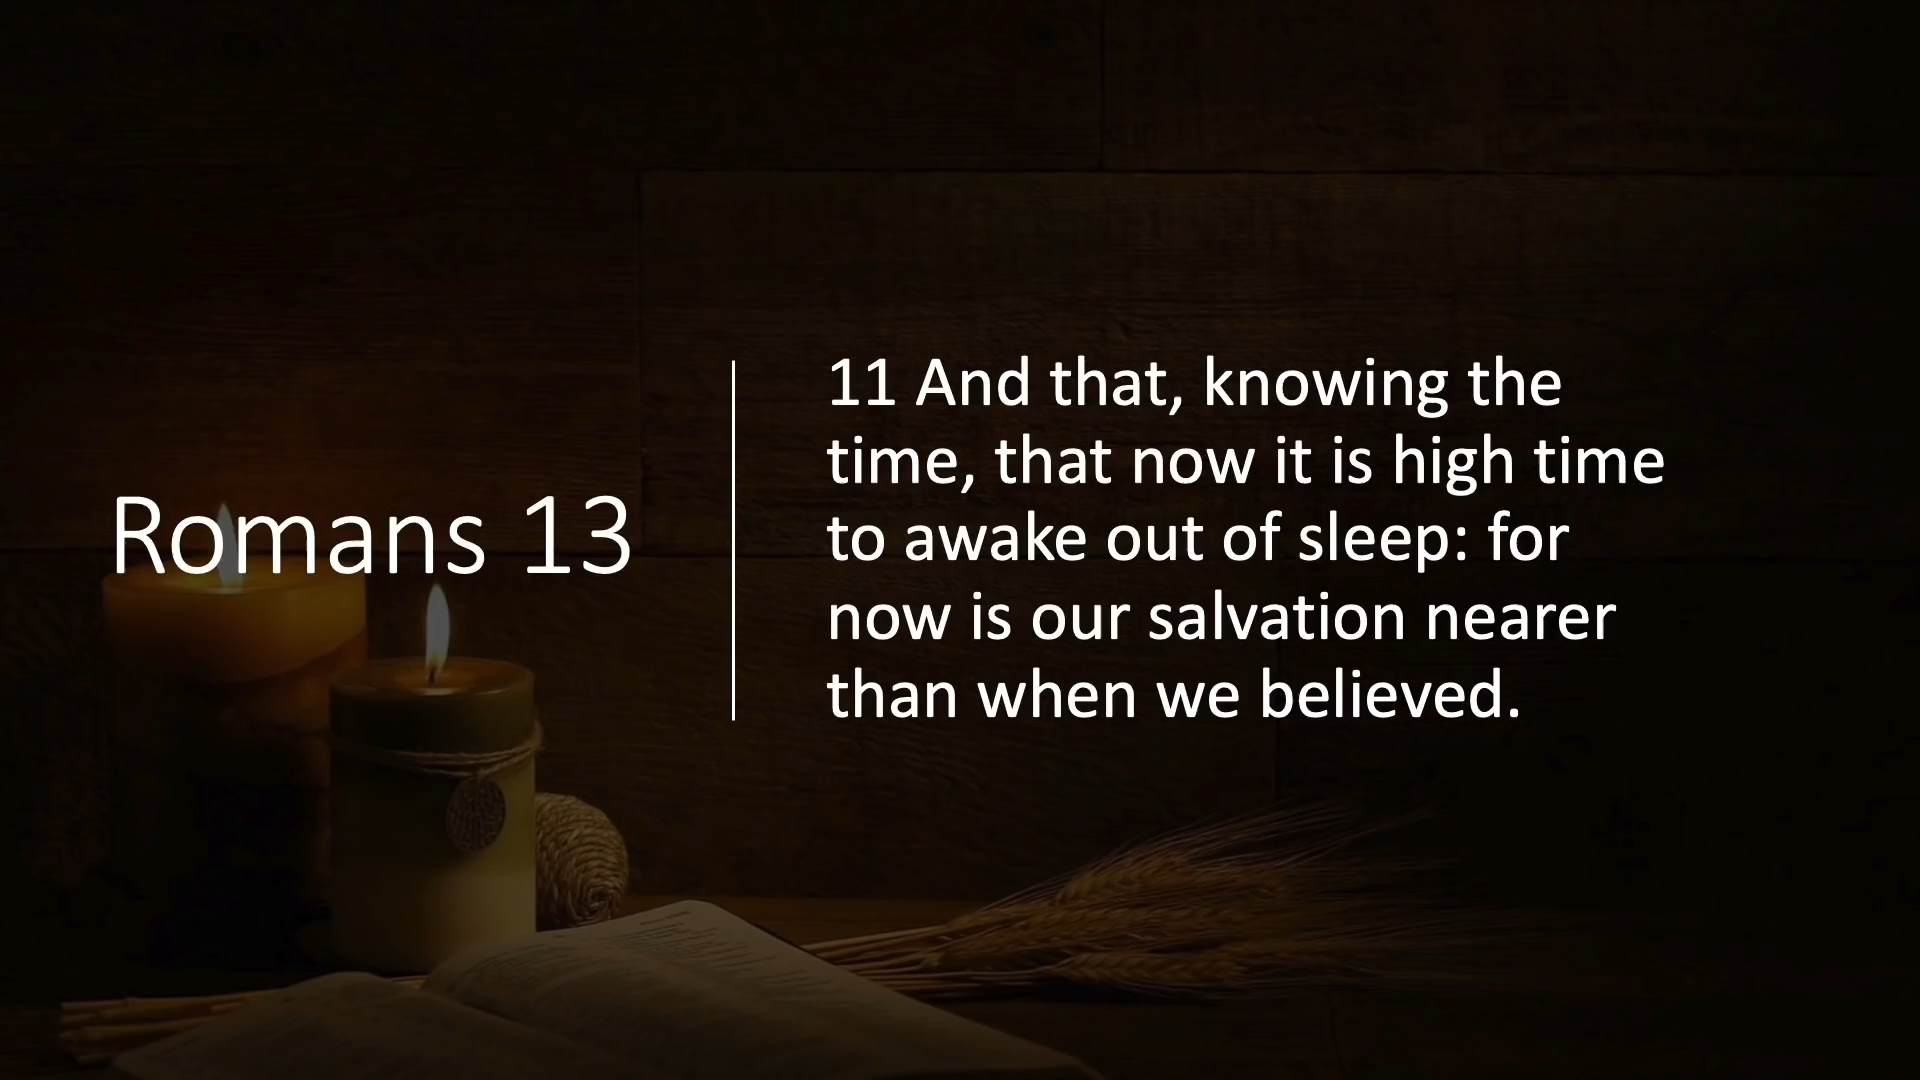 Romans 13
11 And that, knowing the
time, that now it is high time
to awake out of sleep: for
now is our salvation nearer
than when we believed.